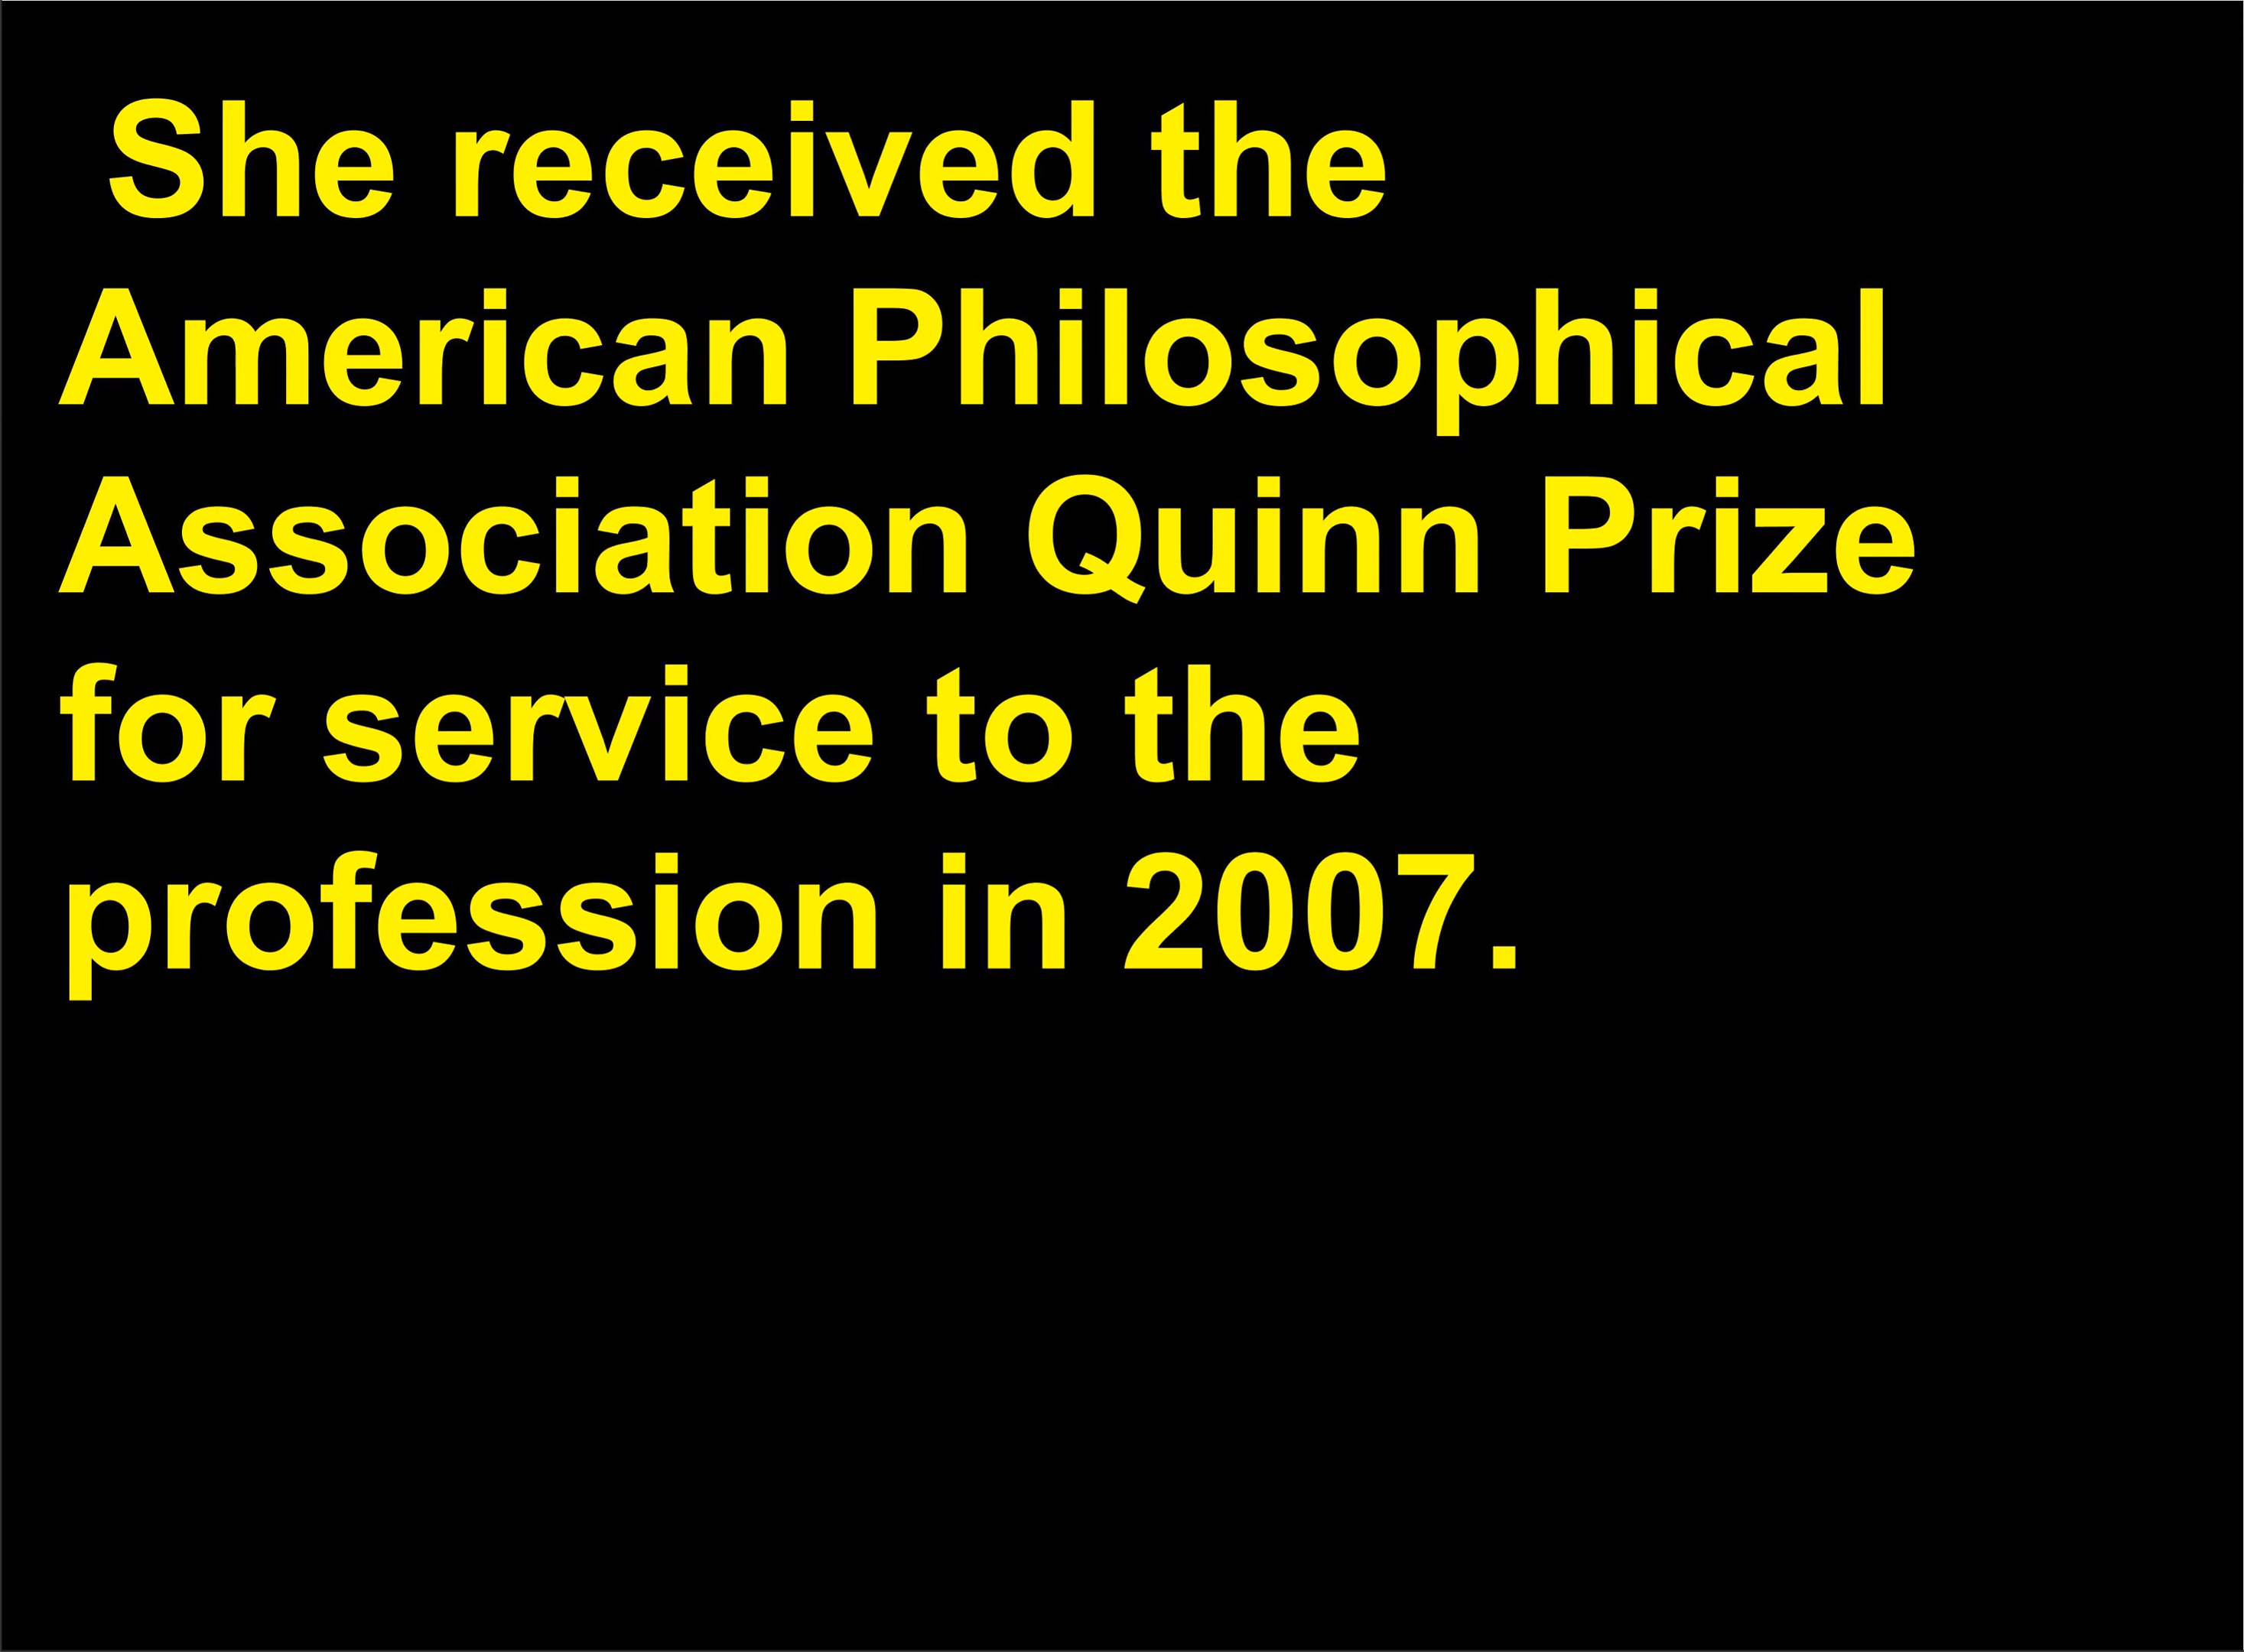 She received the
American Philosophical
Association Quinn Prize
for service to the
profession in 2007.